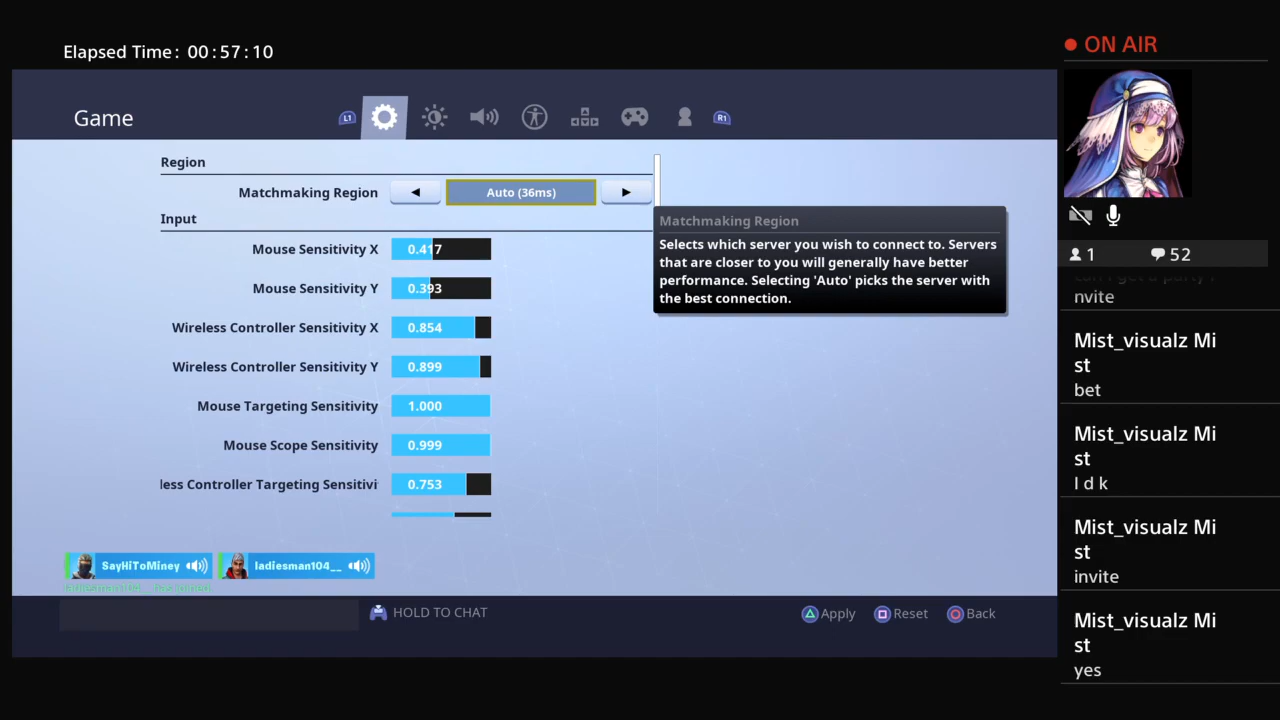 Elapsed Time: 00:57:10
ON AIR
Game
L1
R1
Region
Matchmaking Region
Auto (36ms)
Matchmaking Region
Selects which server you wish to connect to. Servers
that are closer to you will generally have better
performance. Selecting 'Auto' picks the server with
the best connection.
Input
Mouse Sensitivity X 0.417
Mouse Sensitivity Y 0.393
Wireless Controller Sensitivity X 0.854
Wireless Controller Sensitivity Y 0.899
Mouse Targeting Sensitivity 1.000
Mouse Scope Sensitivity 0.999
less Controller Targeting Sensitivi 0.753
SayHiToMiney
ladiesman104__
HOLD TO CHAT
Apply
Reset
Back
1
52
nvite
Mist_visualz Mi
st
bet
Mist_visualz Mi
st
I d k
Mist_visualz Mi
st
invite
Mist_visualz Mi
st
yes